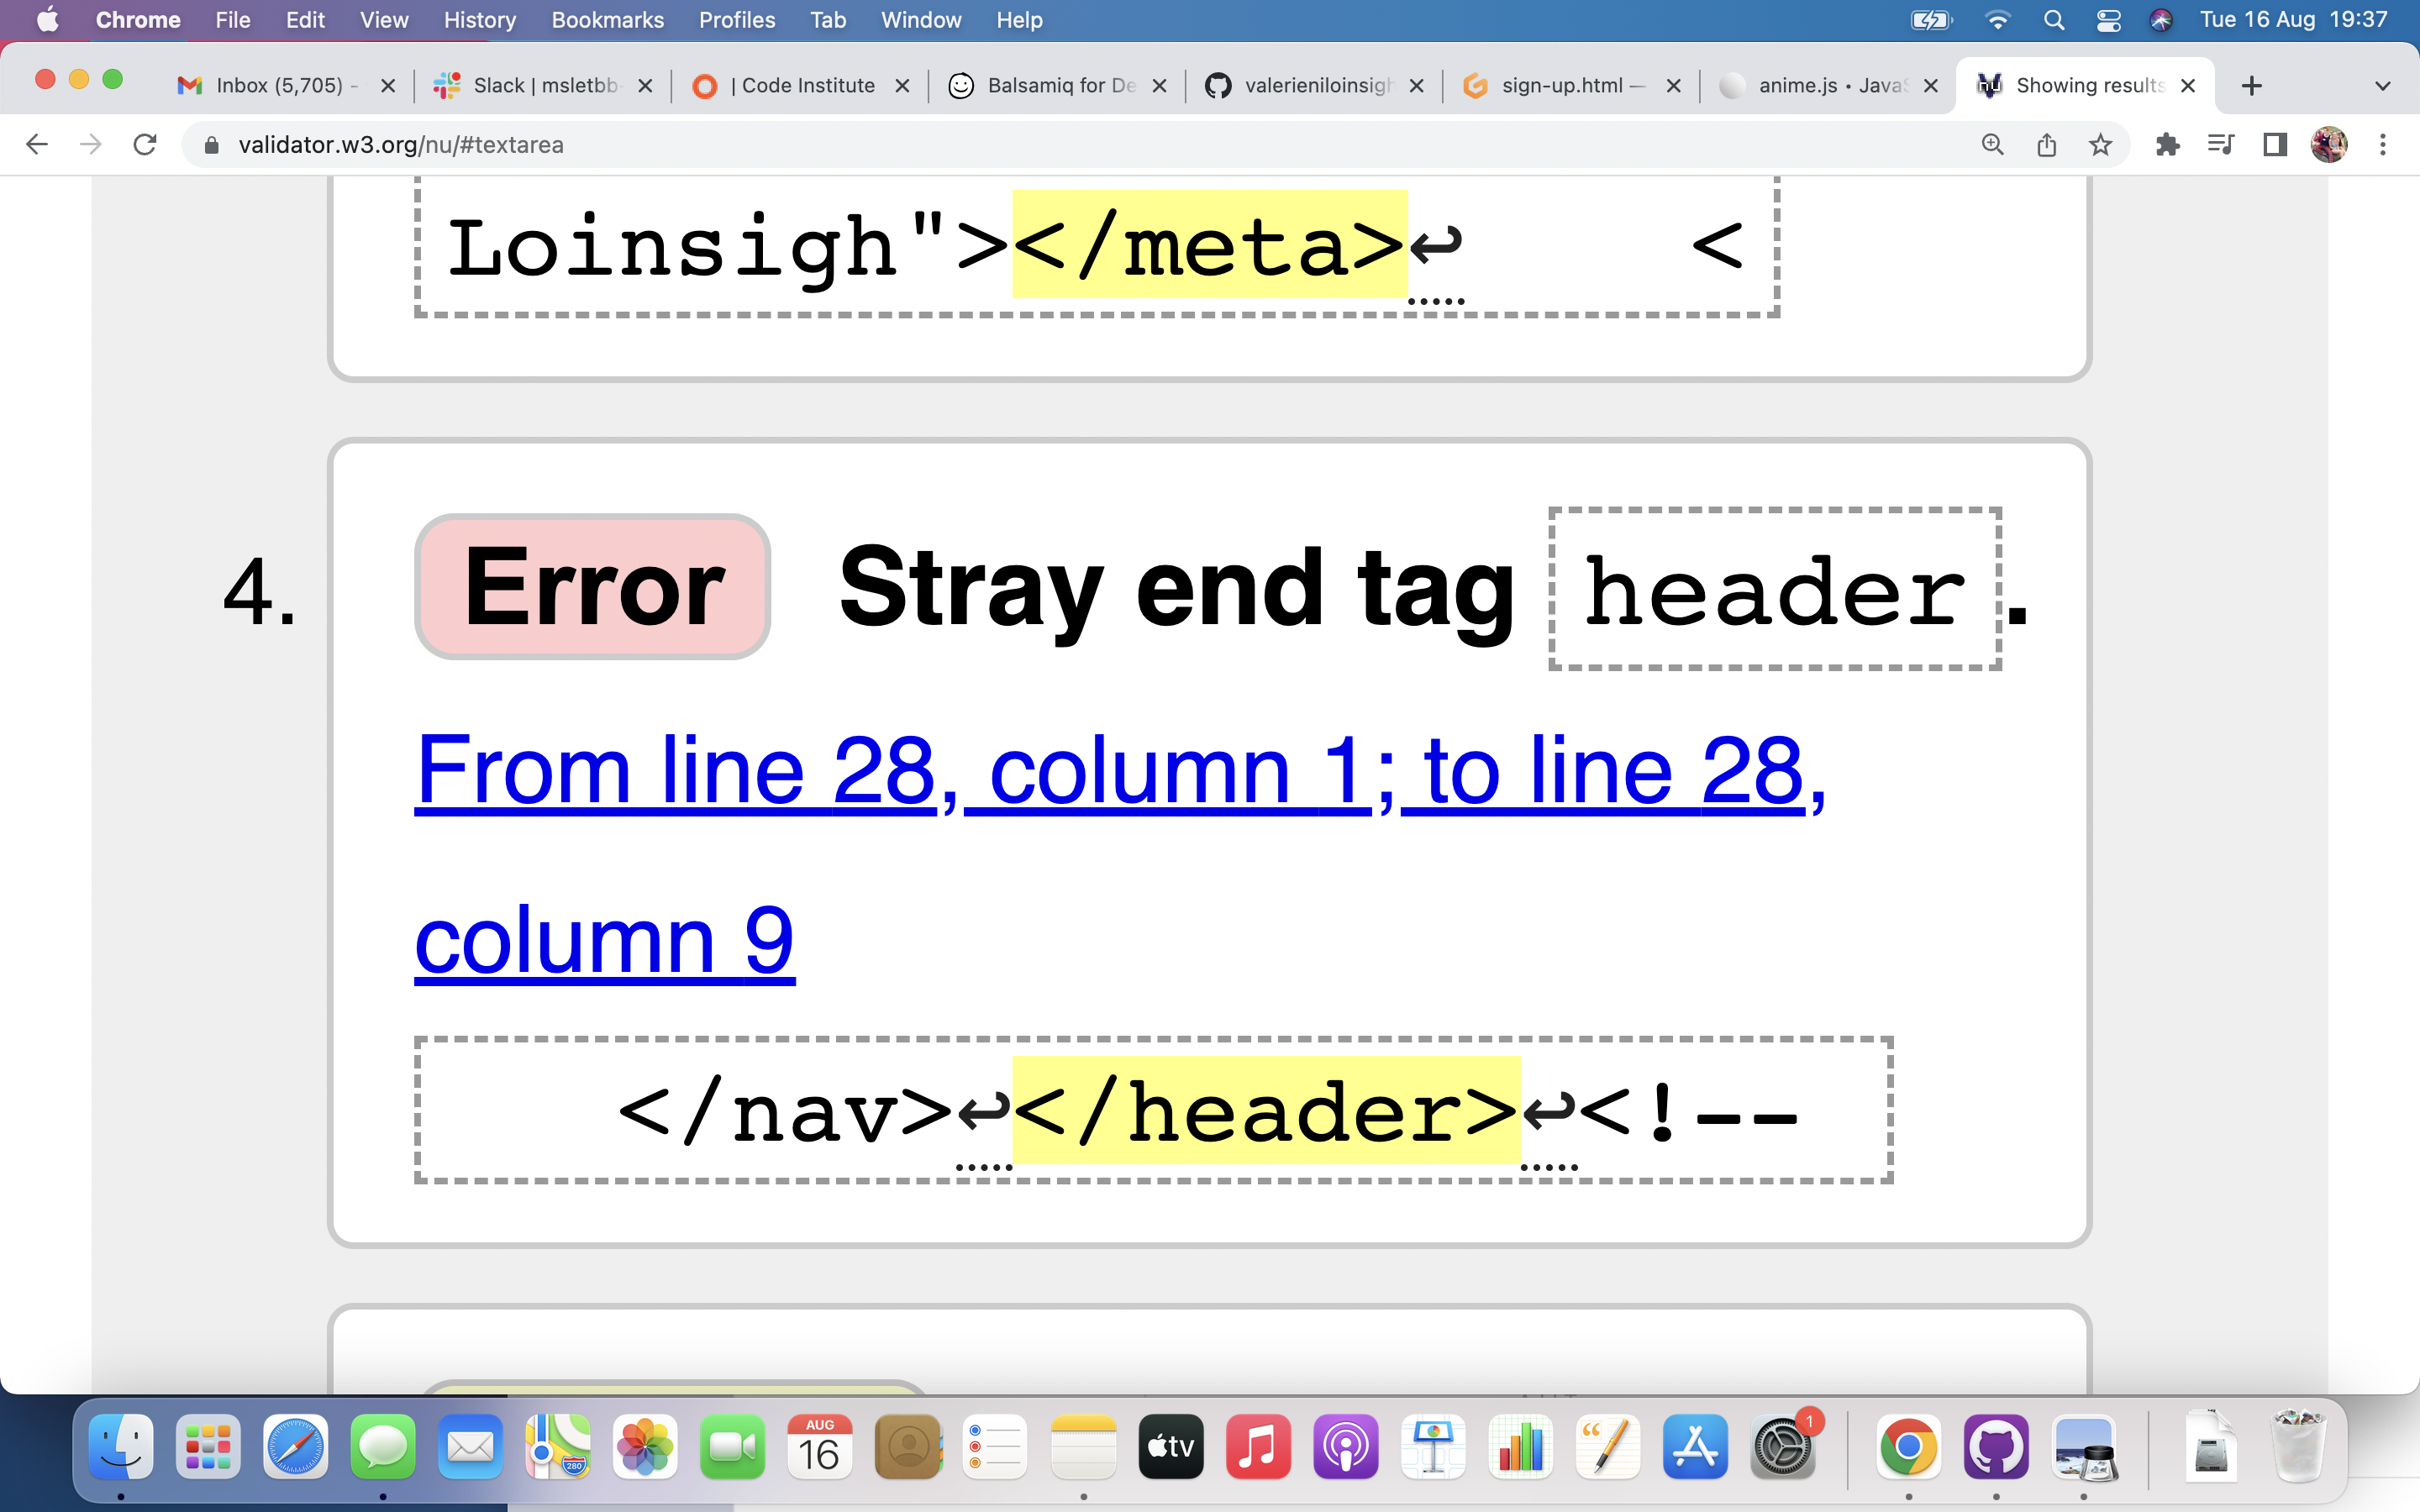 Chrome File Edit View History Bookmarks Profiles Tab Window Help Tue 16 Aug 19:37
Inbox (5,705) - Slack | msletbb- | Code Institute Balsamiq for De valerieniloinsigh sign-up.html — anime.js • JavaS Showing results
validator.w3.org/nu/#textarea
Loinsigh"></meta>↩ <
4. Error Stray end tag header.
From line 28, column 1; to line 28,
column 9
</nav>↩</header>↩<!--
AUG
16
280
tv
1